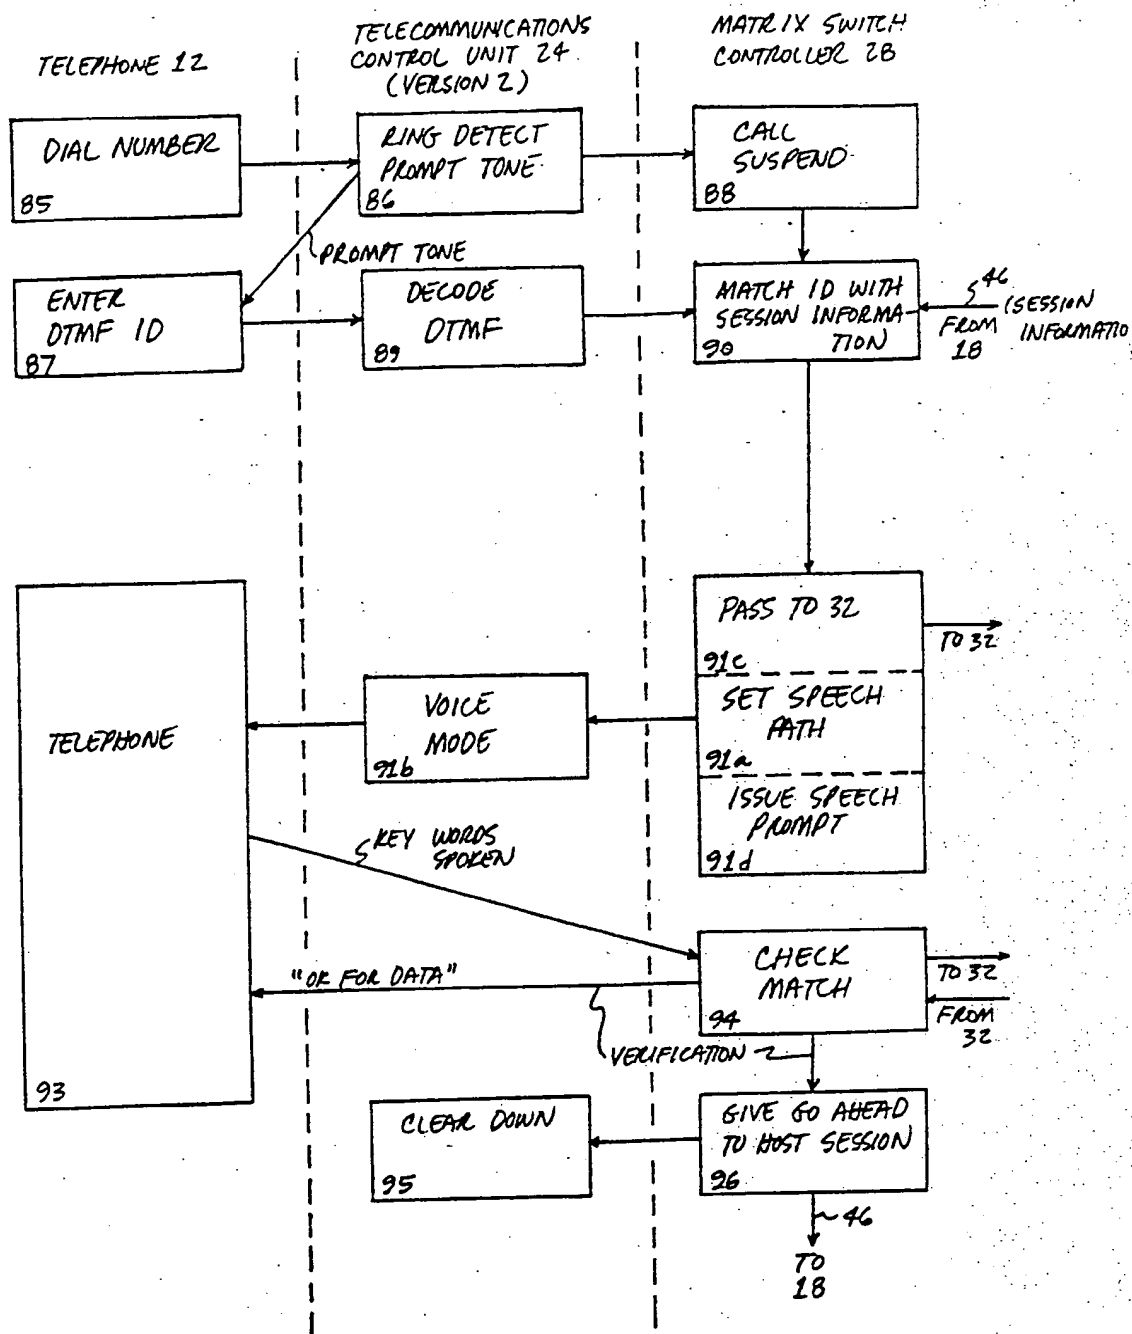 TELEPHONE 12
TELECOMMUNICATIONS
CONTROL UNIT 24
(VERSION 2)
MATRIX SWITCH
CONTROLLER 28
DIAL NUMBER
85
RING DETECT
PROMPT TONE
86
CALL
SUSPEND
88
PROMPT TONE
ENTER
DTMF ID
87
DECODE
DTMF
89
MATCH ID WITH
SESSION INFORMA-
TION
90
46
FROM
18
(SESSION
INFORMATIO
PASS TO 32
91c
TO 32
SET SPEECH
PATH
91a
ISSUE SPEECH
PROMPT
91d
VOICE
MODE
91b
TELEPHONE
93
KEY WORDS
SPOKEN
CHECK
MATCH
94
TO 32
FROM
32
"OK FOR DATA"
VERIFICATION
CLEAR DOWN
95
GIVE GO AHEAD
TO HOST SESSION
96
46
TO
18